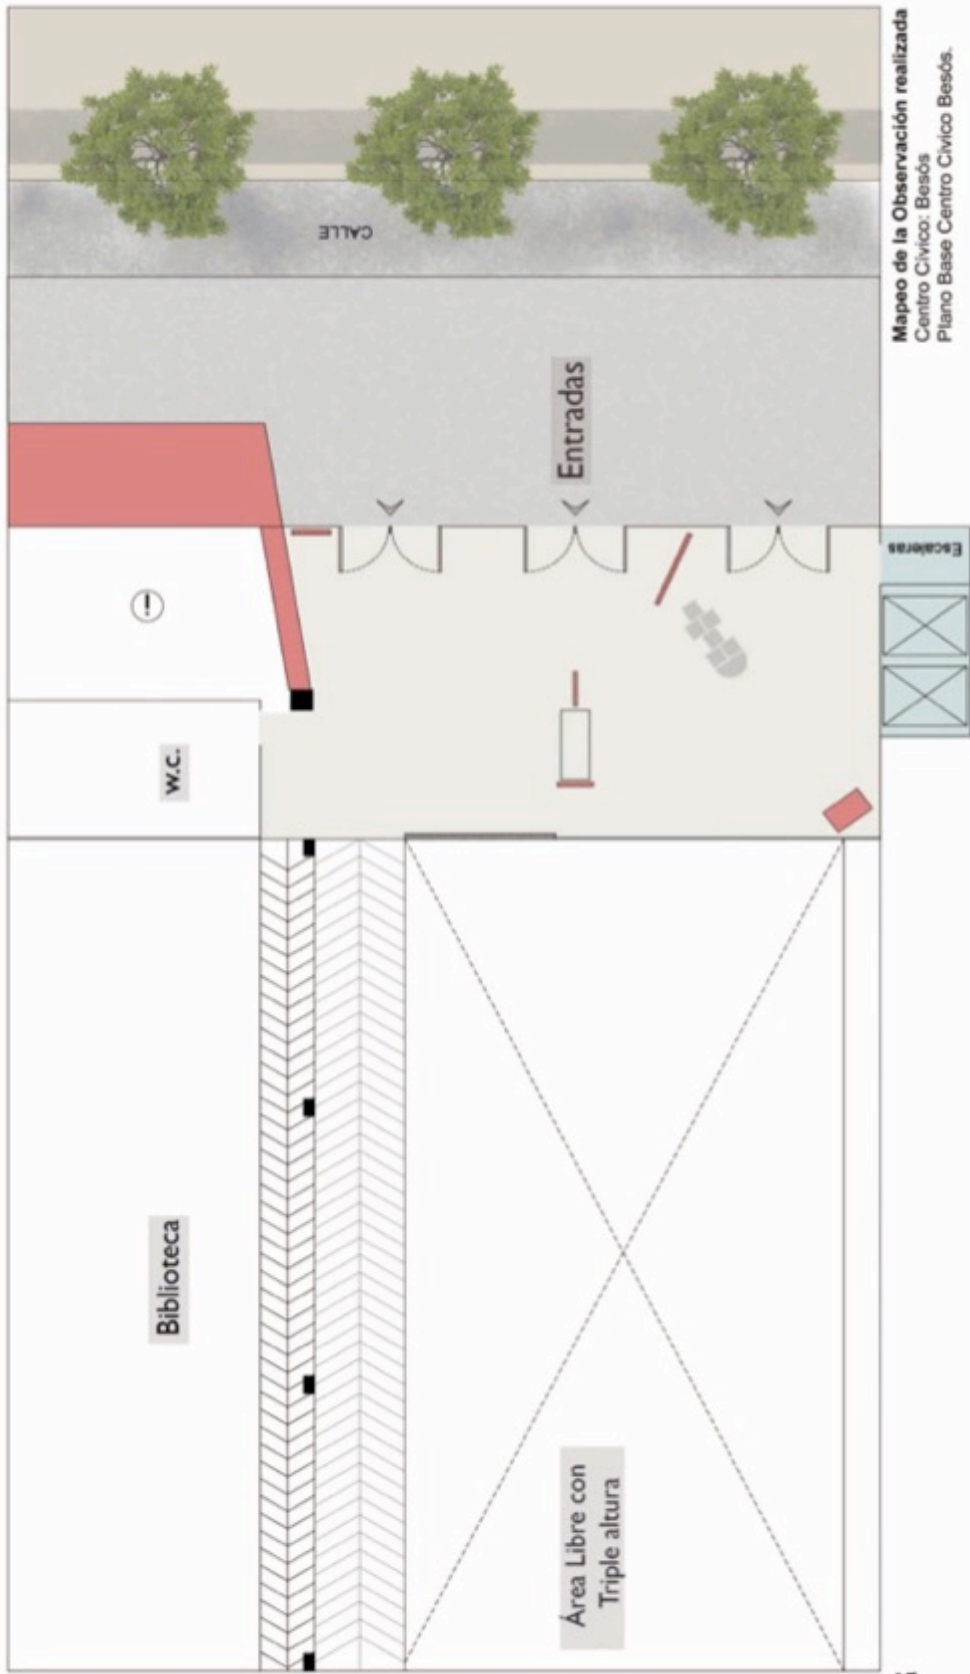 Mapeo de la Observación realizada
Centro Cívico: Besós
Plano Base Centro Cívico Besós.
CALLE
Entradas
Escaleras
w.c.
Biblioteca
Área Libre con
Triple altura